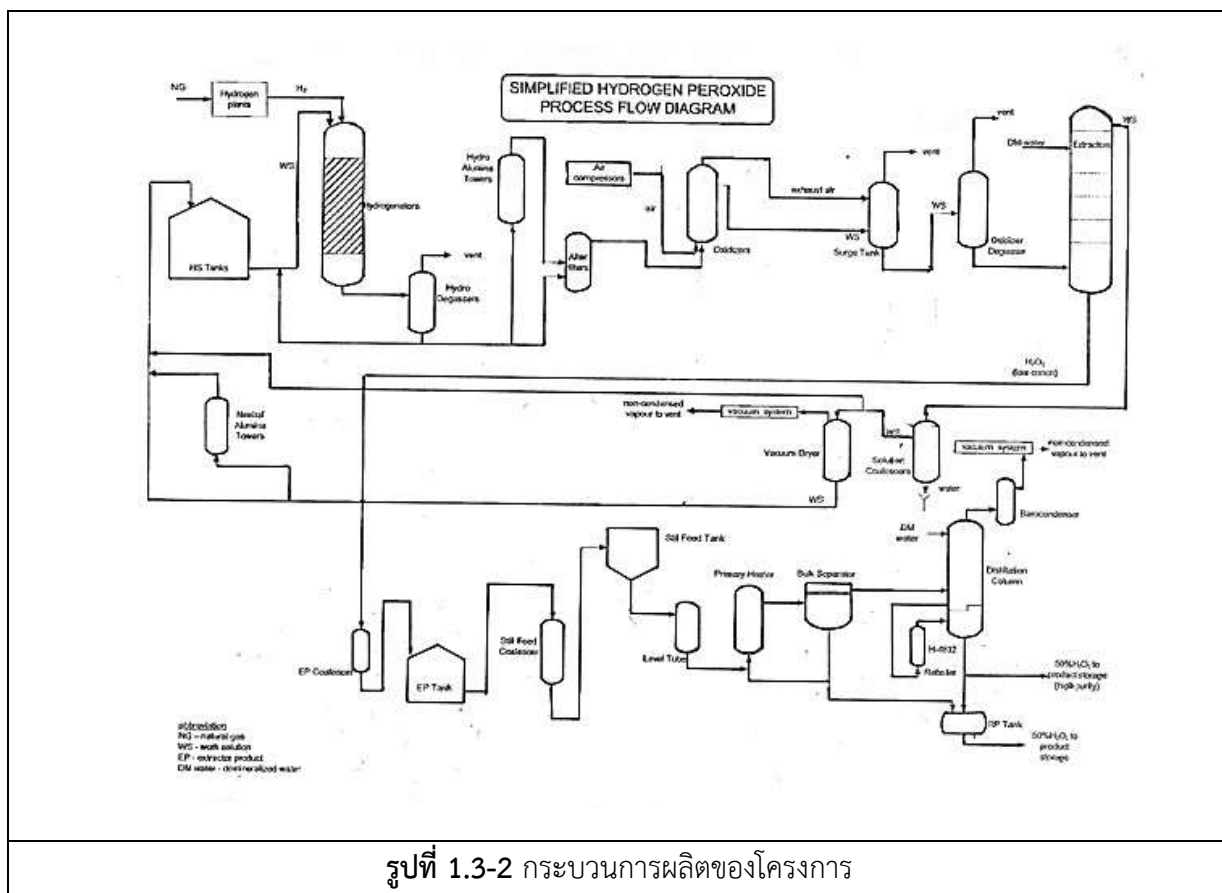 SIMPLIFIED HYDROGEN PEROXIDE
PROCESS FLOW DIAGRAM
NG
Hydrogen
plants
H₂
WS
Hydrogenators
WS Tanks
vent
Hydro
Degassers
Hydro
Alumina
Towers
After
filters
Air
compressors
air
Oxidizers
exhaust air
WS
vent
Surge Tank
WS
vent
Oxidizer
Degasser
DM water
Extractors
WS
H₂O₂
(low concn)
Neutral
Alumina
Towers
non-condensed
vapour to vent
vacuum system
Vacuum Dryer
WS
WS
Solution
Coalescers
water
vacuum system
non-condensed
vapour to vent
Barocondenser
DM
water
Distillation
Column
Still Feed Tank
Primary Heater
Bulk Separator
EP Coalescer
EP Tank
Still Feed
Coalescer
Level Tube
Reboiler
50%H₂O₂ to
product storage
(high purity)
RP Tank
50%H₂O₂ to
product
storage
abbreviation
NG - natural gas
WS - work solution
EP - extractor product
DM water - demineralized water
รูปที่ 1.3-2 กระบวนการผลิตของโครงการ